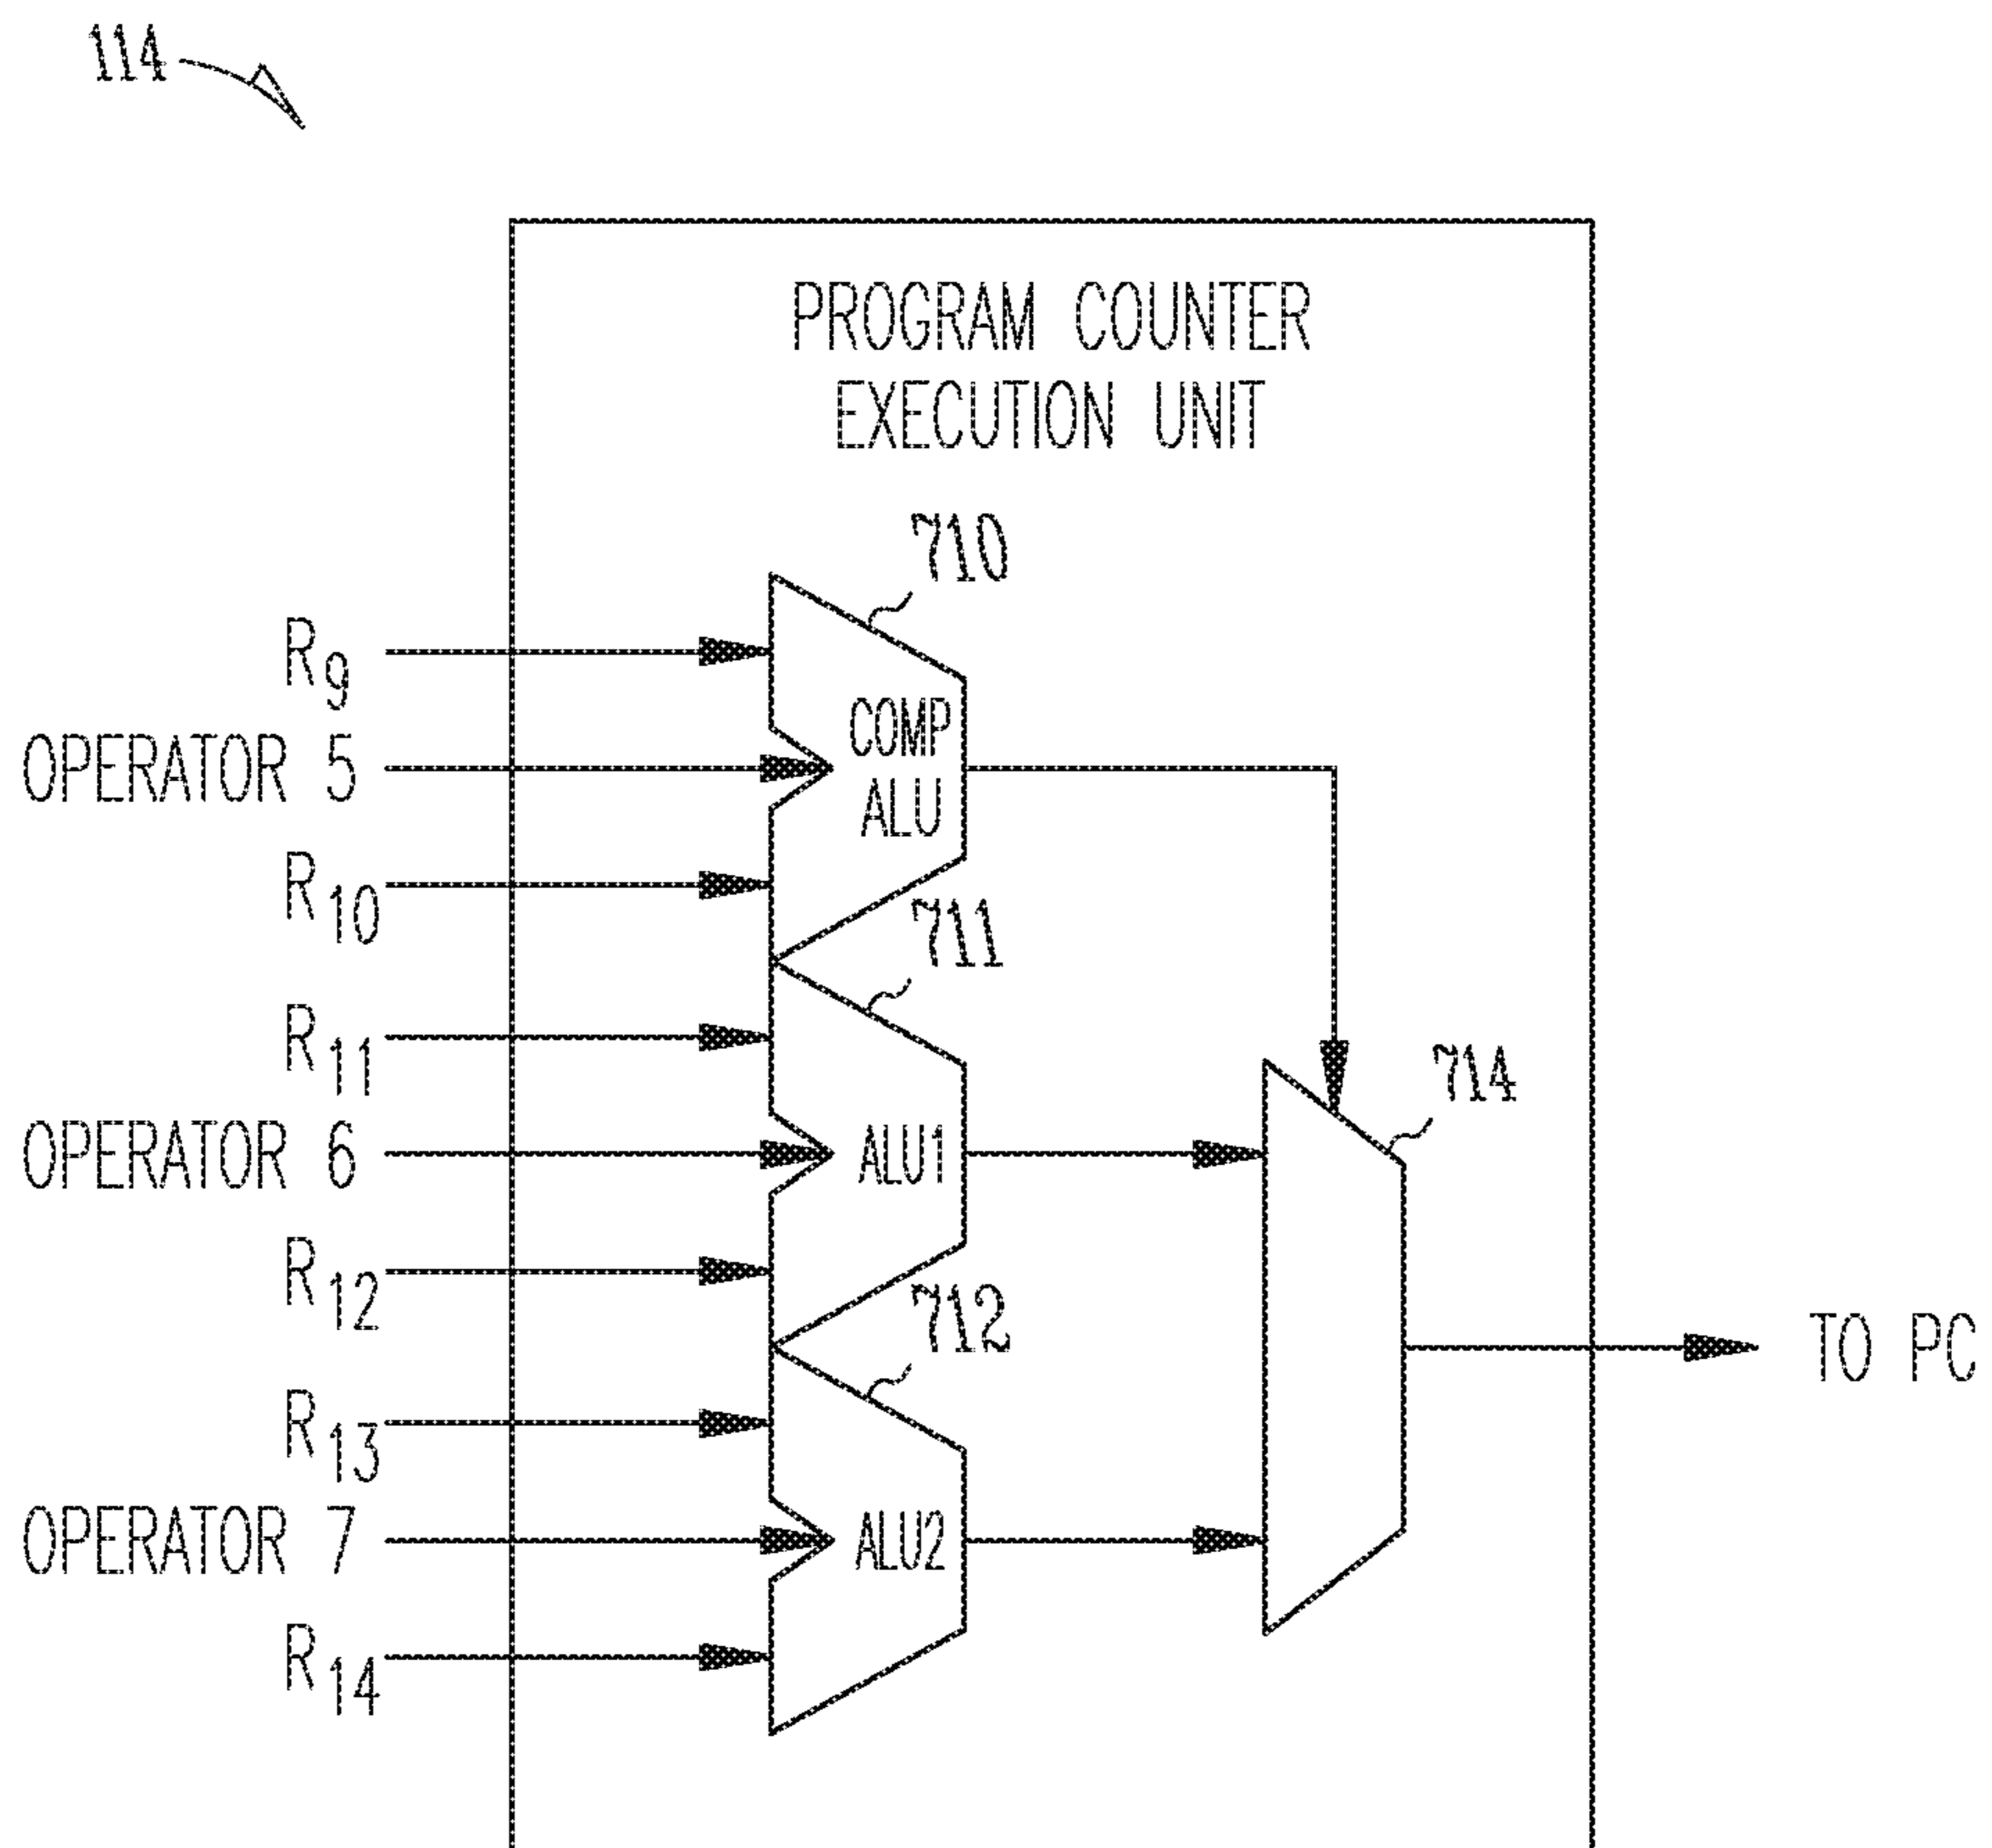 114
PROGRAM COUNTER
EXECUTION UNIT
710
R9
COMP
OPERATOR 5
ALU
R10
711
R11
714
OPERATOR 6
ALU1
R12
712
TO PC
R13
OPERATOR 7
ALU2
R14